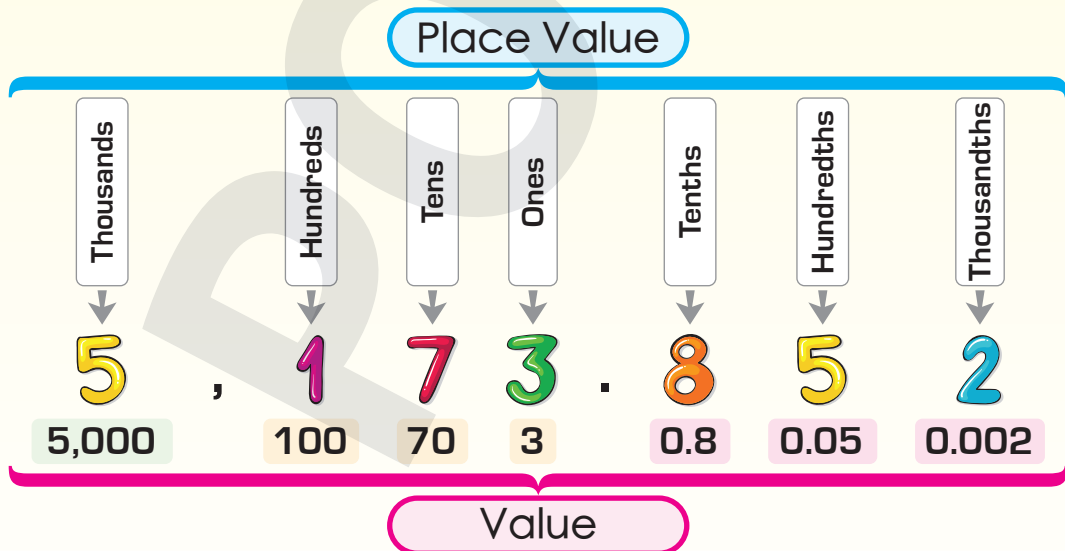 Place Value
Thousands Hundreds Tens Ones Tenths Hundredths Thousandths
5 , 1 7 3 . 8 5 2
5,000 100 70 3 0.8 0.05 0.002
Value